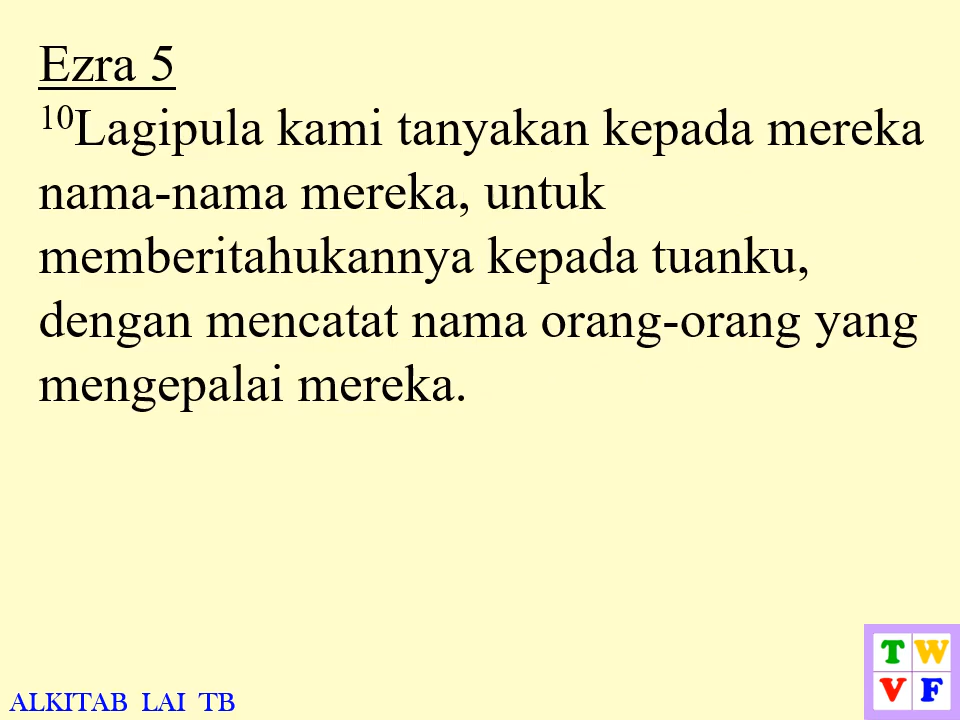 Ezra 5
10Lagipula kami tanyakan kepada mereka
nama-nama mereka, untuk
memberitahukannya kepada tuanku,
dengan mencatat nama orang-orang yang
mengepalai mereka.
ALKITAB LAI TB
T W
V F